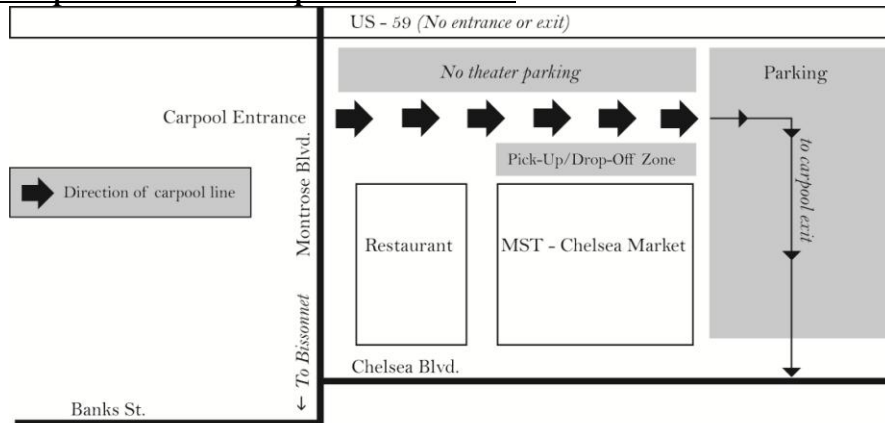 US - 59 (No entrance or exit)
No theater parking
Parking
Carpool Entrance
Pick-Up/Drop-Off Zone
to carpool exit
Direction of carpool line
Montrose Blvd.
Restaurant
MST - Chelsea Market
← To Bissonnet
Chelsea Blvd.
Banks St.